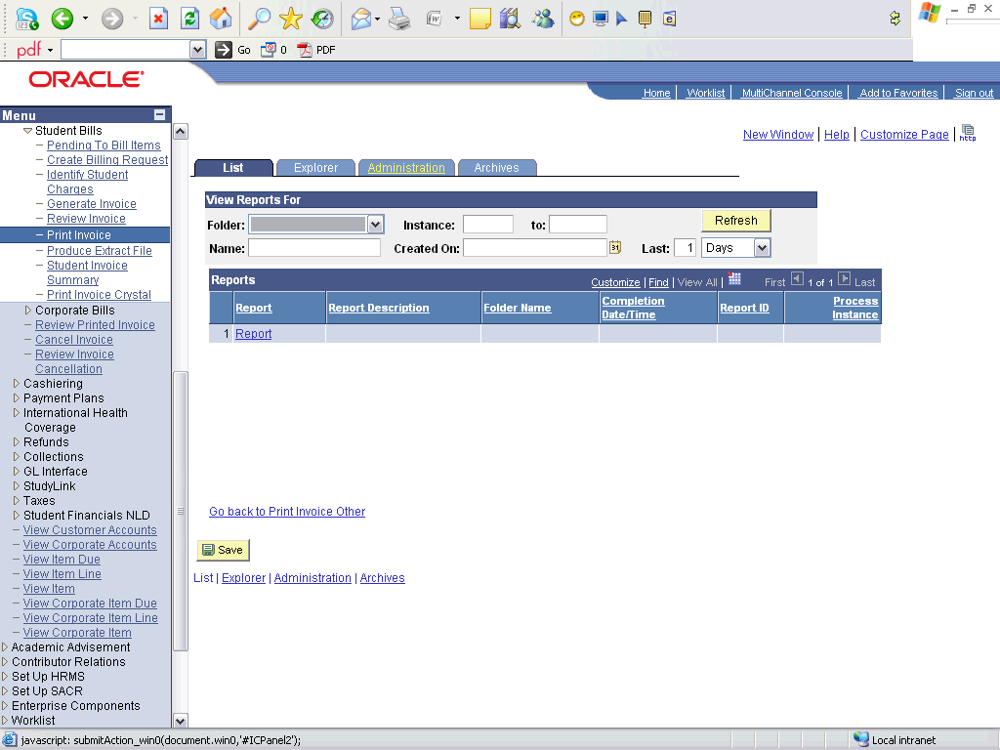 pdf Go 0 PDF
ORACLE
Home Worklist MultiChannel Console Add to Favorites Sign out
New Window | Help | Customize Page | http
Menu
Student Bills
Pending To Bill Items
Create Billing Request
Identify Student
Charges
Generate Invoice
Review Invoice
Print Invoice
Produce Extract File
Student Invoice
Summary
Print Invoice Crystal
Corporate Bills
Review Printed Invoice
Cancel Invoice
Review Invoice
Cancellation
Cashiering
Payment Plans
International Health
Coverage
Refunds
Collections
GL Interface
StudyLink
Taxes
Student Financials NLD
View Customer Accounts
View Corporate Accounts
View Item Due
View Item Line
View Item
View Corporate Item Due
View Corporate Item Line
View Corporate Item
Academic Advisement
Contributor Relations
Set Up HRMS
Set Up SACR
Enterprise Components
Worklist
List Explorer Administration Archives
View Reports For
Folder: Instance: to: Refresh
Name: Created On: 31 Last: 1 Days
Reports Customize | Find | View All | First 1 of 1 Last
Report Report Description Folder Name Completion Date/Time Report ID Process Instance
1 Report
Go back to Print Invoice Other
Save
List | Explorer | Administration | Archives
javascript: submitAction_win0(document.win0,'#ICPanel2'); Local intranet